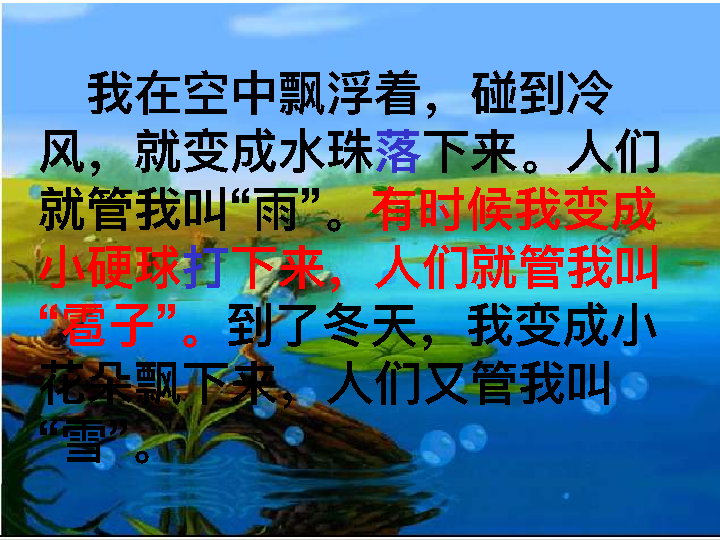 我在空中飘浮着，碰到冷
风，就变成水珠落下来。人们
就管我叫“雨”。有时候我变成
小硬球打下来，人们就管我叫
“雹子”。到了冬天，我变成小
花朵飘下来，人们又管我叫
“雪”。